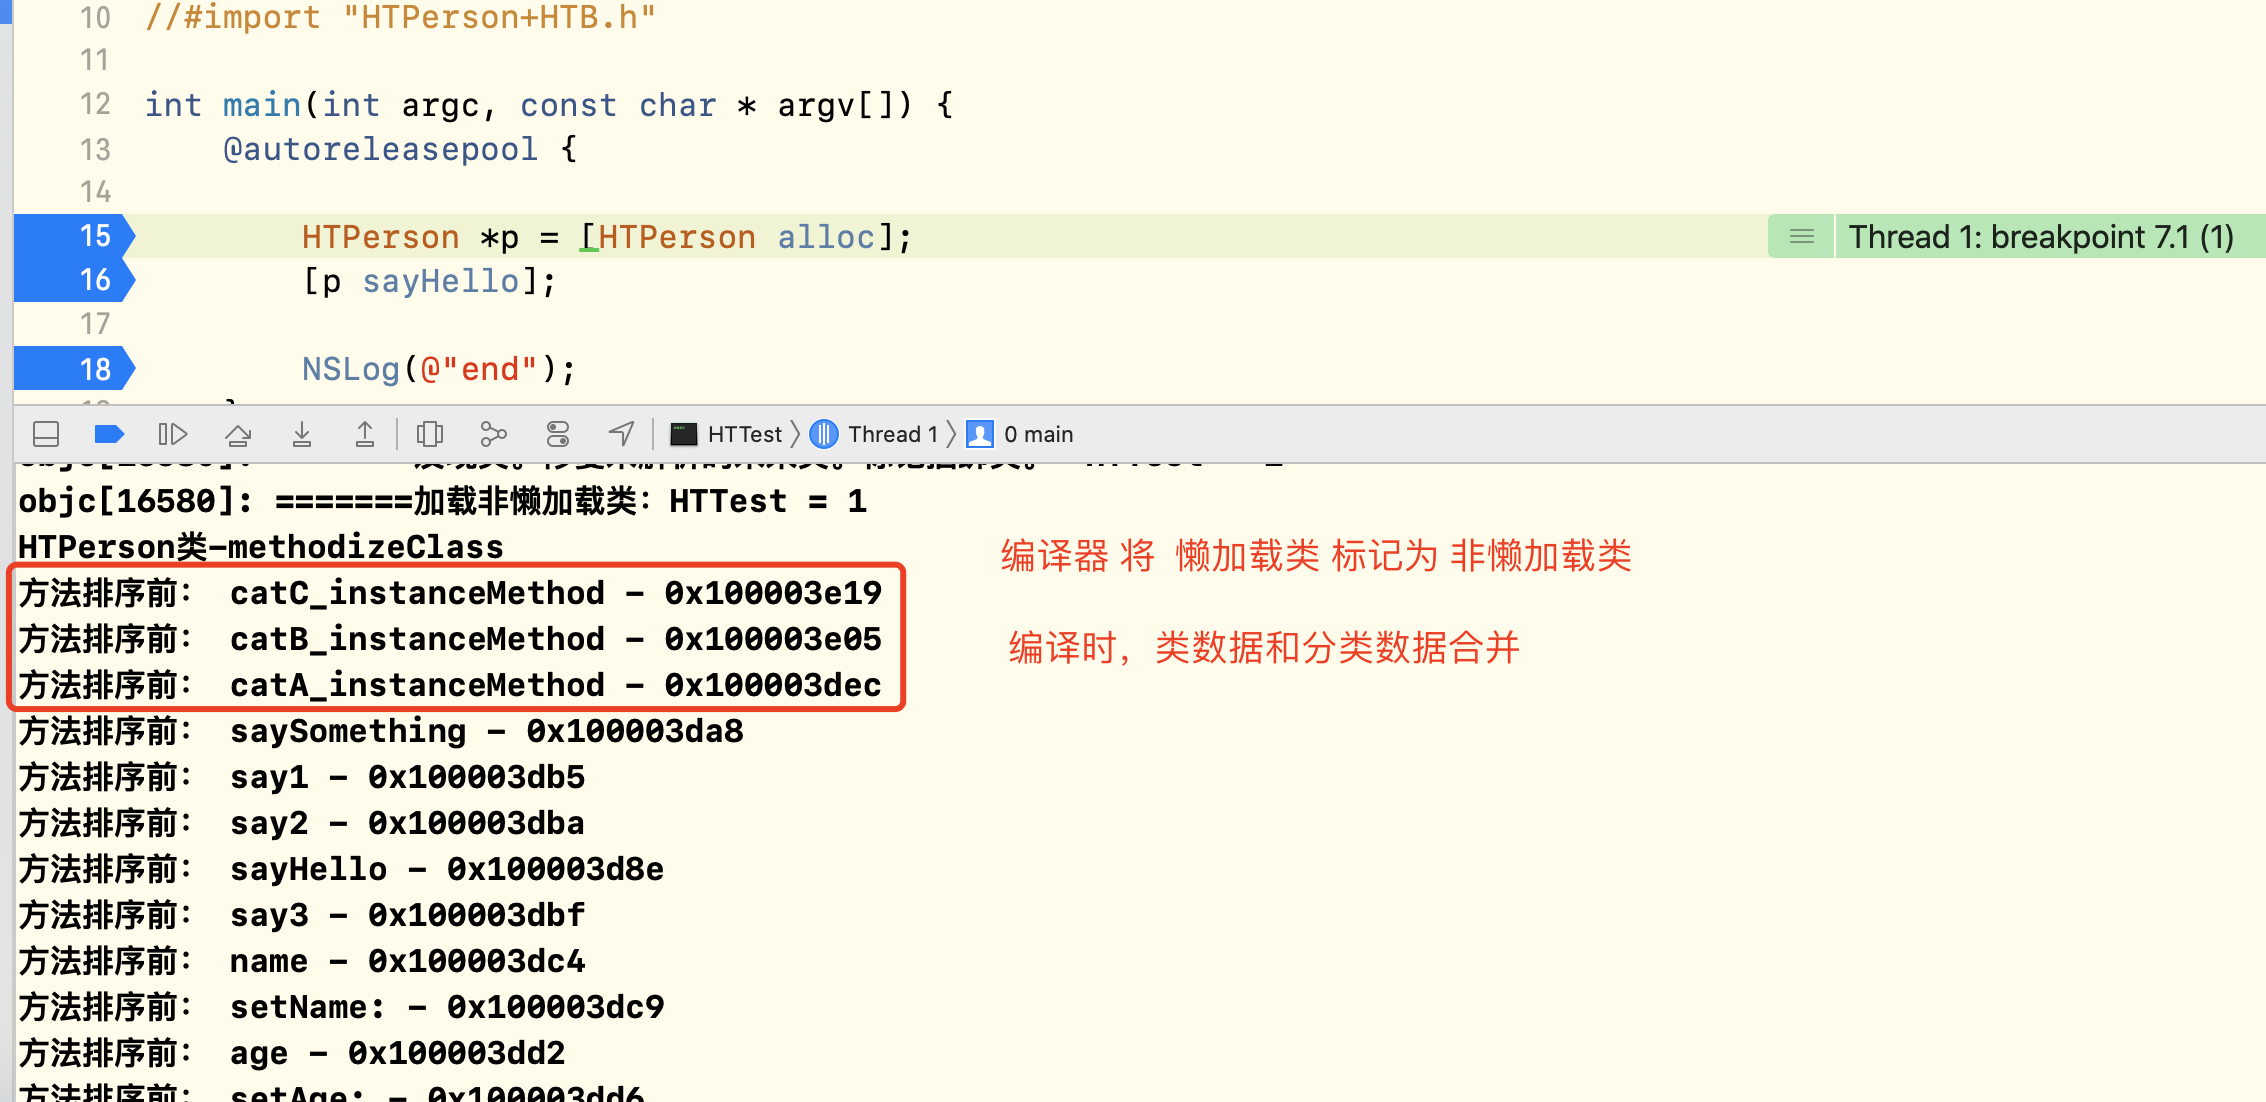 10 //#import "HTPerson+HTB.h"
11
12 int main(int argc, const char * argv[]) {
13 @autoreleasepool {
14
15 HTPerson *p = [HTPerson alloc]; Thread 1: breakpoint 7.1 (1)
16 [p sayHello];
17
18 NSLog(@"end");
HTTest 〉 Thread 1 〉 0 main
objc[16580]: =======加载非懒加载类: HTTest = 1
HTPerson类-methodizeClass
编译器 将 懒加载类 标记为 非懒加载类
方法排序前: catC_instanceMethod - 0x100003e19
方法排序前: catB_instanceMethod - 0x100003e05
编译时，类数据和分类数据合并
方法排序前: catA_instanceMethod - 0x100003dec
方法排序前: saySomething - 0x100003da8
方法排序前: say1 - 0x100003db5
方法排序前: say2 - 0x100003dba
方法排序前: sayHello - 0x100003d8e
方法排序前: say3 - 0x100003dbf
方法排序前: name - 0x100003dc4
方法排序前: setName: - 0x100003dc9
方法排序前: age - 0x100003dd2
方法排序前: setAge: - 0x100003dd6